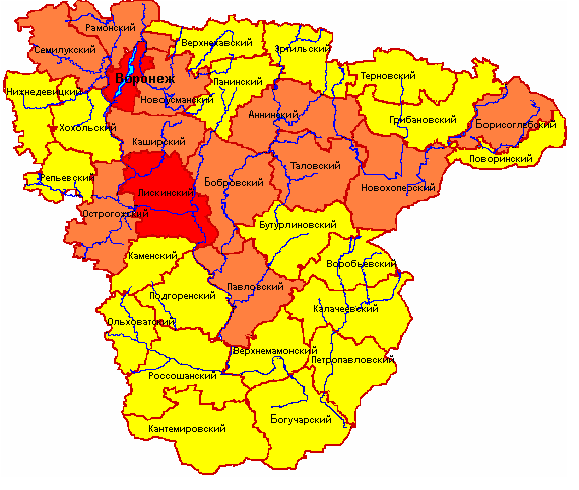 Рамонский
Верхнехавский
Семилукский
Эртильский
Воронеж
Терновский
Панинский
Нижнедевицкий
Новоусманский
Аннинский
Грибановский
Хохольский
Борисоглебский
Каширский
Поворинский
Таловский
Репьевский
Бобровский
Новохоперский
Лискинский
Острогожский
Бутурлиновский
Каменский
Воробьевский
Подгоренский
Павловский
Калачеевский
Ольховатский
Верхнемамонский
Петропавловский
Россошанский
Богучарский
Кантемировский